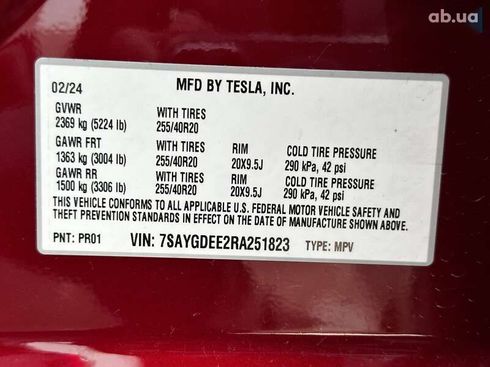 ab.ua
02/24 MFD BY TESLA, INC.
GVWR WITH TIRES
2369 kg (5224 lb) 255/40R20
GAWR FRT WITH TIRES RIM COLD TIRE PRESSURE
1363 kg (3004 lb) 255/40R20 20X9.5J 290 kPa, 42 psi
GAWR RR WITH TIRES RIM COLD TIRE PRESSURE
1500 kg (3306 lb) 255/40R20 20X9.5J 290 kPa, 42 psi
THIS VEHICLE CONFORMS TO ALL APPLICABLE U.S. FEDERAL MOTOR VEHICLE SAFETY AND
THEFT PREVENTION STANDARDS IN EFFECT ON THE DATE OF MANUFACTURE SHOWN ABOVE.
PNT: PR01 VIN: 7SAYGDEE2RA251823 TYPE: MPV